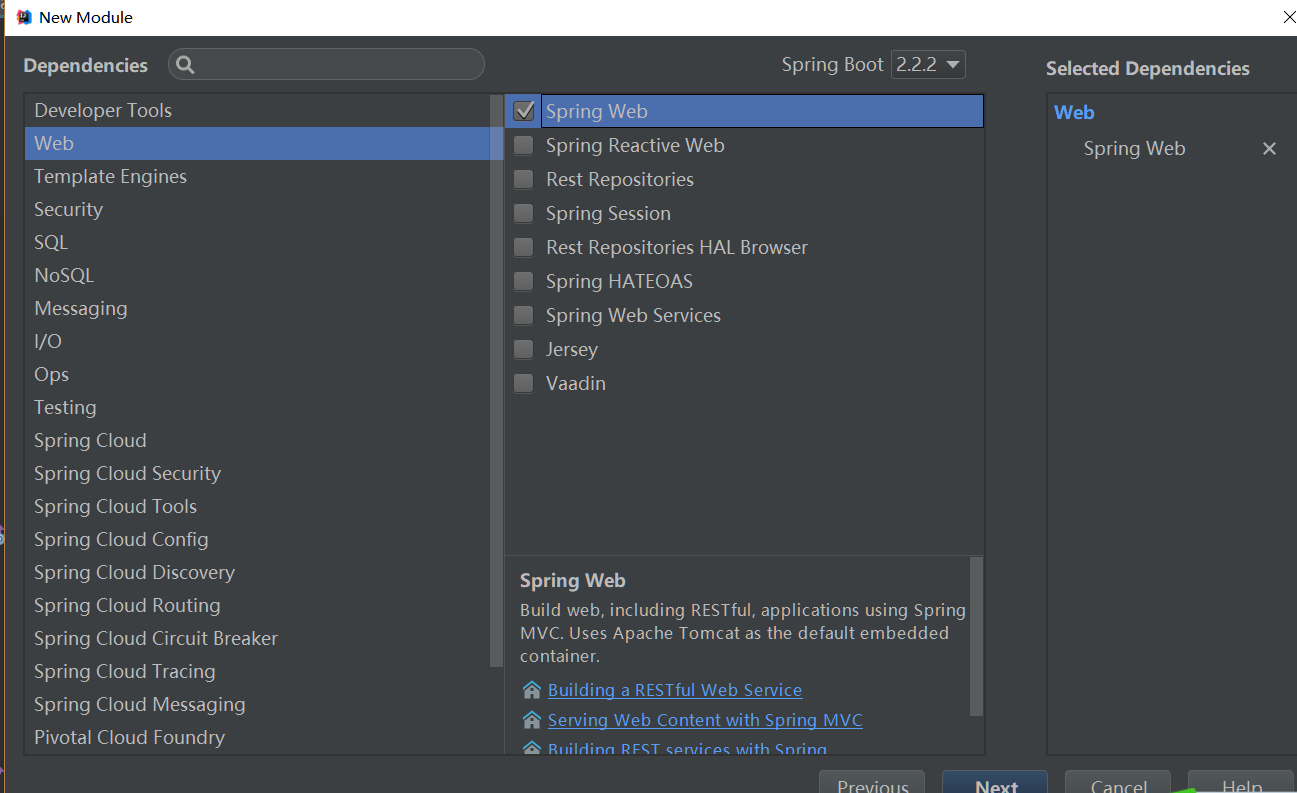 New Module
Dependencies
Spring Boot 2.2.2
Selected Dependencies
Developer Tools
Web
Template Engines
Security
SQL
NoSQL
Messaging
I/O
Ops
Testing
Spring Cloud
Spring Cloud Security
Spring Cloud Tools
Spring Cloud Config
Spring Cloud Discovery
Spring Cloud Routing
Spring Cloud Circuit Breaker
Spring Cloud Tracing
Spring Cloud Messaging
Pivotal Cloud Foundry
Spring Web
Spring Reactive Web
Rest Repositories
Spring Session
Rest Repositories HAL Browser
Spring HATEOAS
Spring Web Services
Jersey
Vaadin
Spring Web
Build web, including RESTful, applications using Spring
MVC. Uses Apache Tomcat as the default embedded
container.
Building a RESTful Web Service
Serving Web Content with Spring MVC
Building REST services with Spring
Web
Spring Web
Previous
Next
Cancel
Help